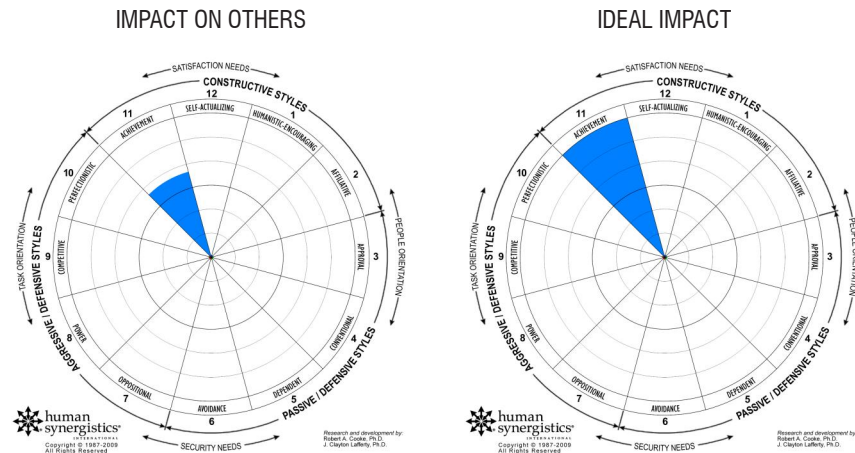 IMPACT ON OTHERS
SATISFACTION NEEDS
CONSTRUCTIVE STYLES
12
SELF-ACTUALIZING
1
HUMANISTIC-ENCOURAGING
2
AFFILIATIVE
3
APPROVAL
4
CONVENTIONAL
5
DEPENDENT
6
AVOIDANCE
7
OPPOSITIONAL
8
POWER
9
COMPETITIVE
10
PERFECTIONISTIC
11
ACHIEVEMENT
PEOPLE ORIENTATION
PASSIVE / DEFENSIVE STYLES
SECURITY NEEDS
AGGRESSIVE / DEFENSIVE STYLES
TASK ORIENTATION
human
synergistics®
INTERNATIONAL
Copyright © 1987-2009
All Rights Reserved
Research and development by:
Robert A. Cooke, Ph.D.
J. Clayton Lafferty, Ph.D.
IDEAL IMPACT
SATISFACTION NEEDS
CONSTRUCTIVE STYLES
12
SELF-ACTUALIZING
1
HUMANISTIC-ENCOURAGING
2
AFFILIATIVE
3
APPROVAL
4
CONVENTIONAL
5
DEPENDENT
6
AVOIDANCE
7
OPPOSITIONAL
8
POWER
9
COMPETITIVE
10
PERFECTIONISTIC
11
ACHIEVEMENT
PEOPLE ORIENTATION
PASSIVE / DEFENSIVE STYLES
SECURITY NEEDS
AGGRESSIVE / DEFENSIVE STYLES
TASK ORIENTATION
human
synergistics®
INTERNATIONAL
Copyright © 1987-2009
All Rights Reserved
Research and development by:
Robert A. Cooke, Ph.D.
J. Clayton Lafferty, Ph.D.